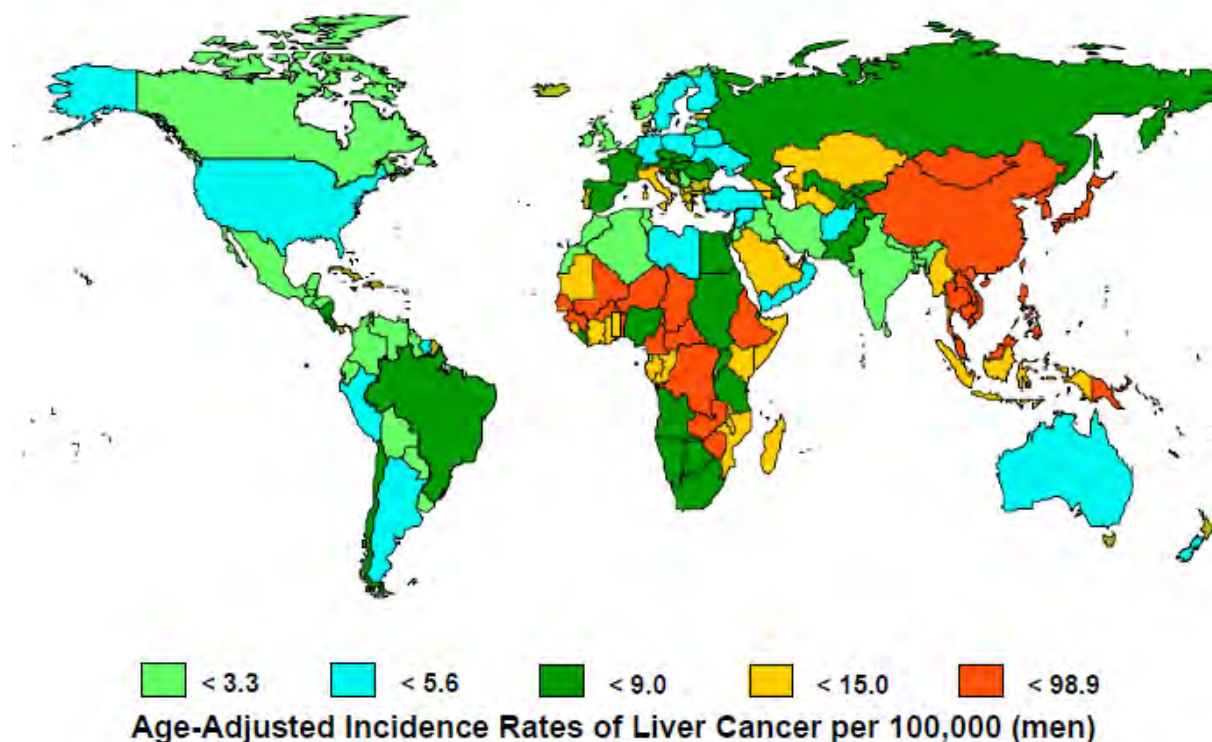 < 3.3 < 5.6 < 9.0 < 15.0 < 98.9
Age-Adjusted Incidence Rates of Liver Cancer per 100,000 (men)